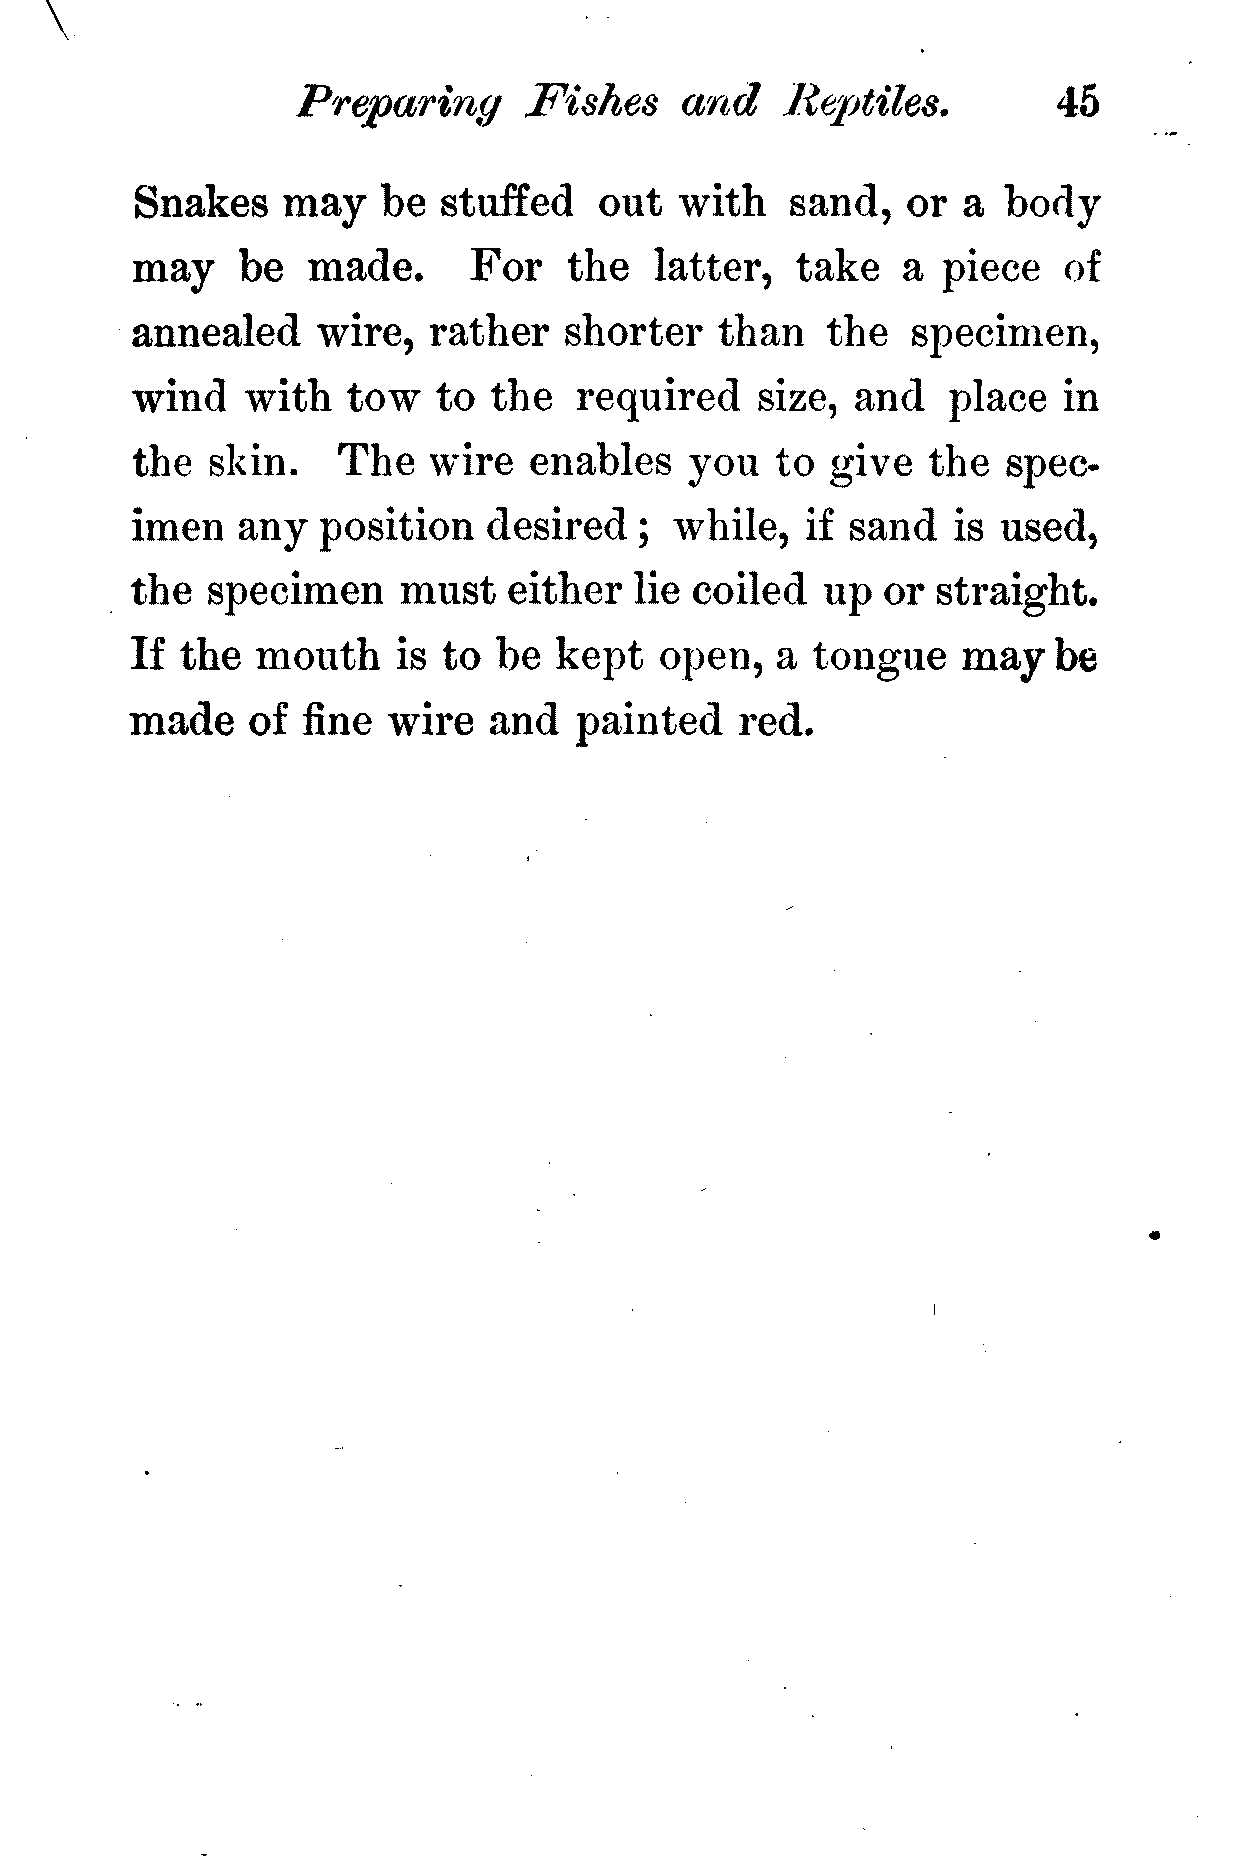 Preparing Fishes and Reptiles. 45
Snakes may be stuffed out with sand, or a body
may be made. For the latter, take a piece of
annealed wire, rather shorter than the specimen,
wind with tow to the required size, and place in
the skin. The wire enables you to give the spec-
imen any position desired ; while, if sand is used,
the specimen must either lie coiled up or straight.
If the mouth is to be kept open, a tongue may be
made of fine wire and painted red.